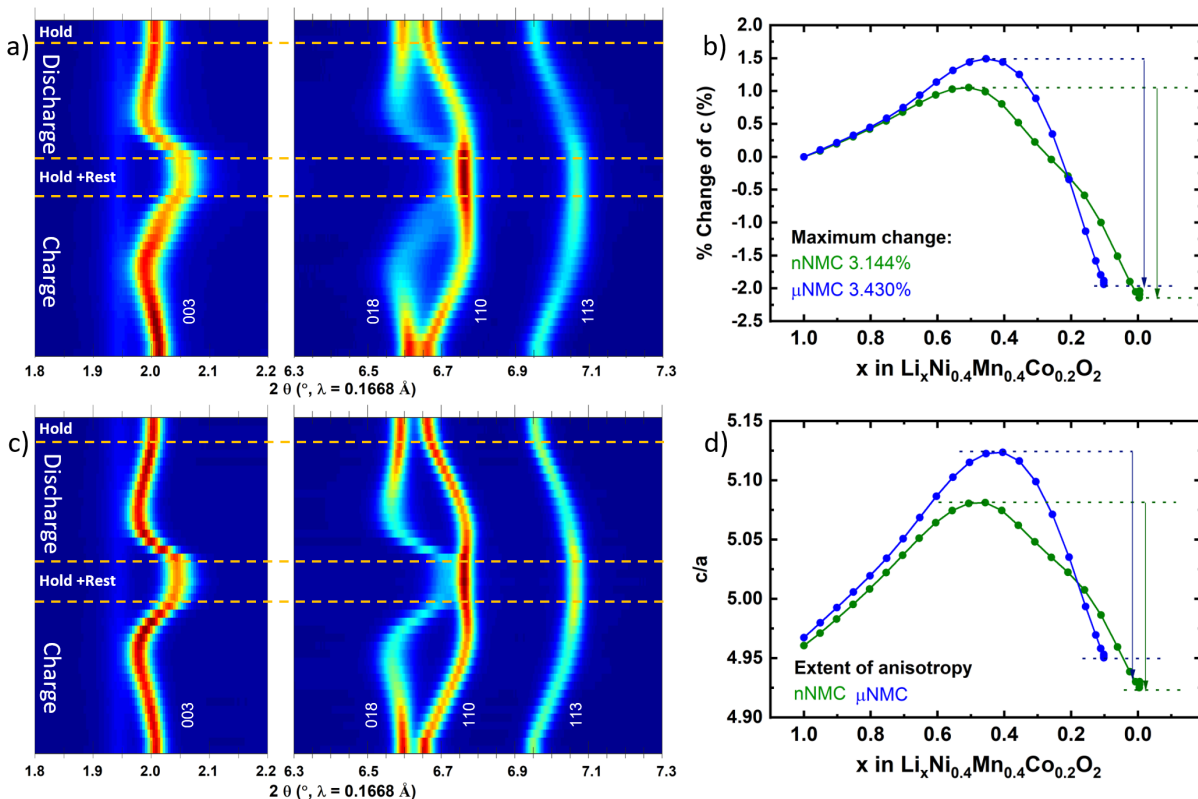 a)
Hold
Discharge
Hold +Rest
Charge
003
018
110
113
1.8 1.9 2.0 2.1 2.2 6.3 6.5 6.7 6.9 7.1 7.3
2 θ (°, λ = 0.1668 Å)
b)
% Change of c (%)
1.5
1.0
0.5
0.0
-0.5
-1.0
-1.5
-2.0
-2.5
Maximum change:
nNMC 3.144%
μNMC 3.430%
1.0 0.8 0.6 0.4 0.2 0.0
x in LiₓNi₀.₄Mn₀.₄Co₀.₂O₂
c)
Hold
Discharge
Hold +Rest
Charge
003
018
110
113
1.8 1.9 2.0 2.1 2.2 6.3 6.5 6.7 6.9 7.1 7.3
2 θ (°, λ = 0.1668 Å)
d)
c/a
5.15
5.10
5.05
5.00
4.95
4.90
Extent of anisotropy
nNMC μNMC
1.0 0.8 0.6 0.4 0.2 0.0
x in LiₓNi₀.₄Mn₀.₄Co₀.₂O₂